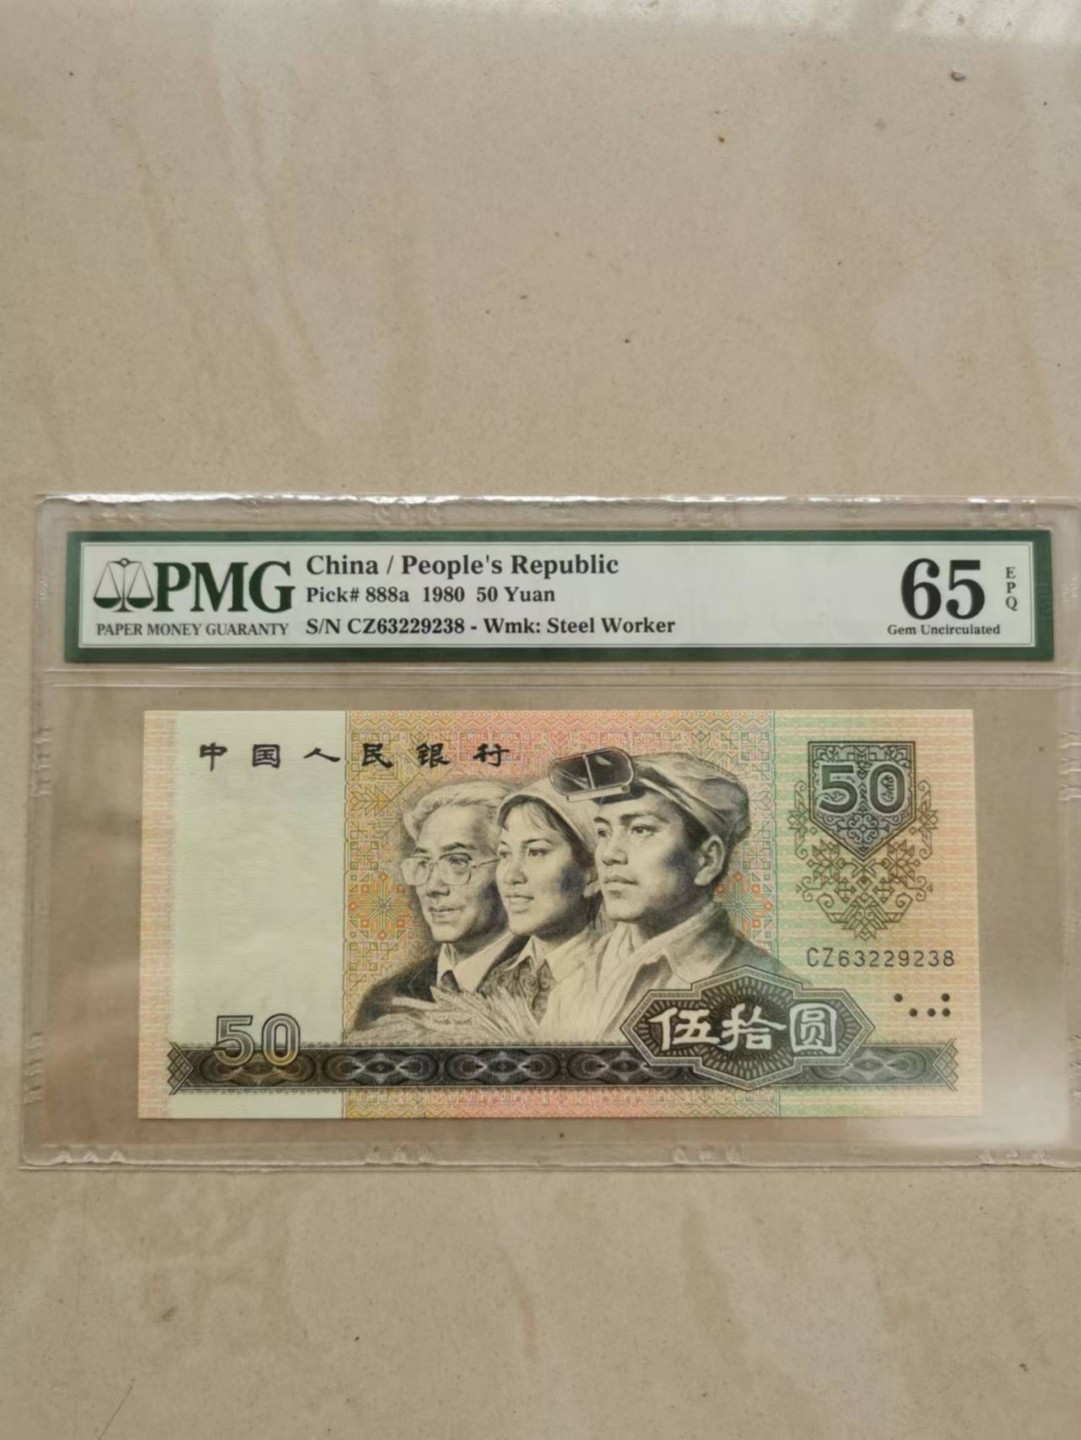 PMG
PAPER MONEY GUARANTY
China / People's Republic
Pick# 888a 1980 50 Yuan
S/N CZ63229238 - Wmk: Steel Worker
65
EPQ
Gem Uncirculated
中国人民银行
50
CZ63229238
50
伍拾圆